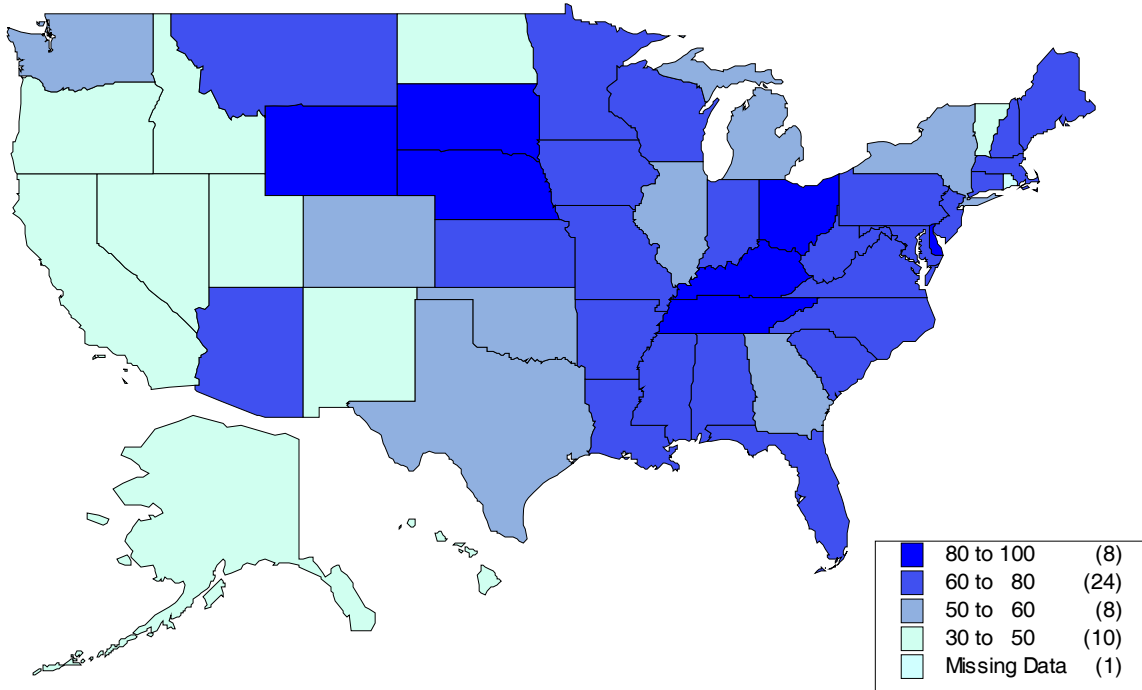 80 to 100 (8)
60 to 80 (24)
50 to 60 (8)
30 to 50 (10)
Missing Data (1)